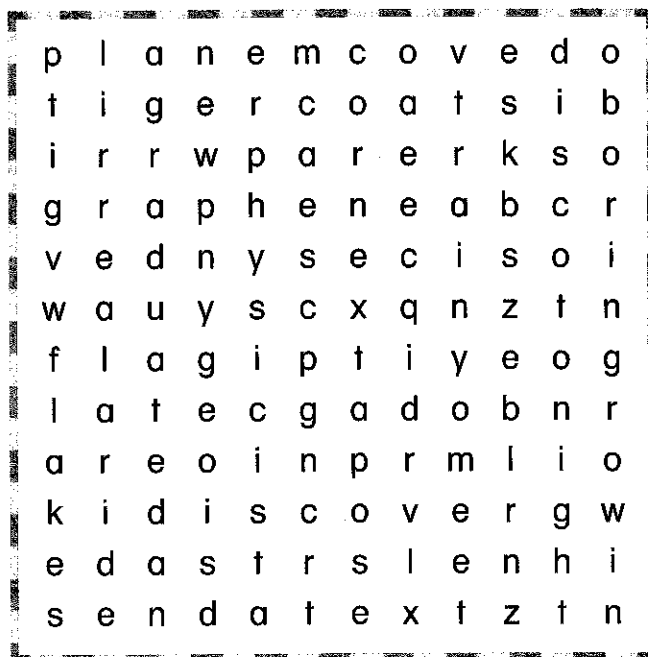 p l a n e m c o v e d o
t i g e r c o a t s i b
i r r w p a r e r k s o
g r a p h e n e a b c r
v e d n y s e c i s o i
w a u y s c x q n z t n
f l a g i p t i y e o g
l a t e c g a d o b n r
a r e o i n p r m l i o
k i d i s c o v e r g w
e d a s t r s l e n h i
s e n d a t e x t z t n